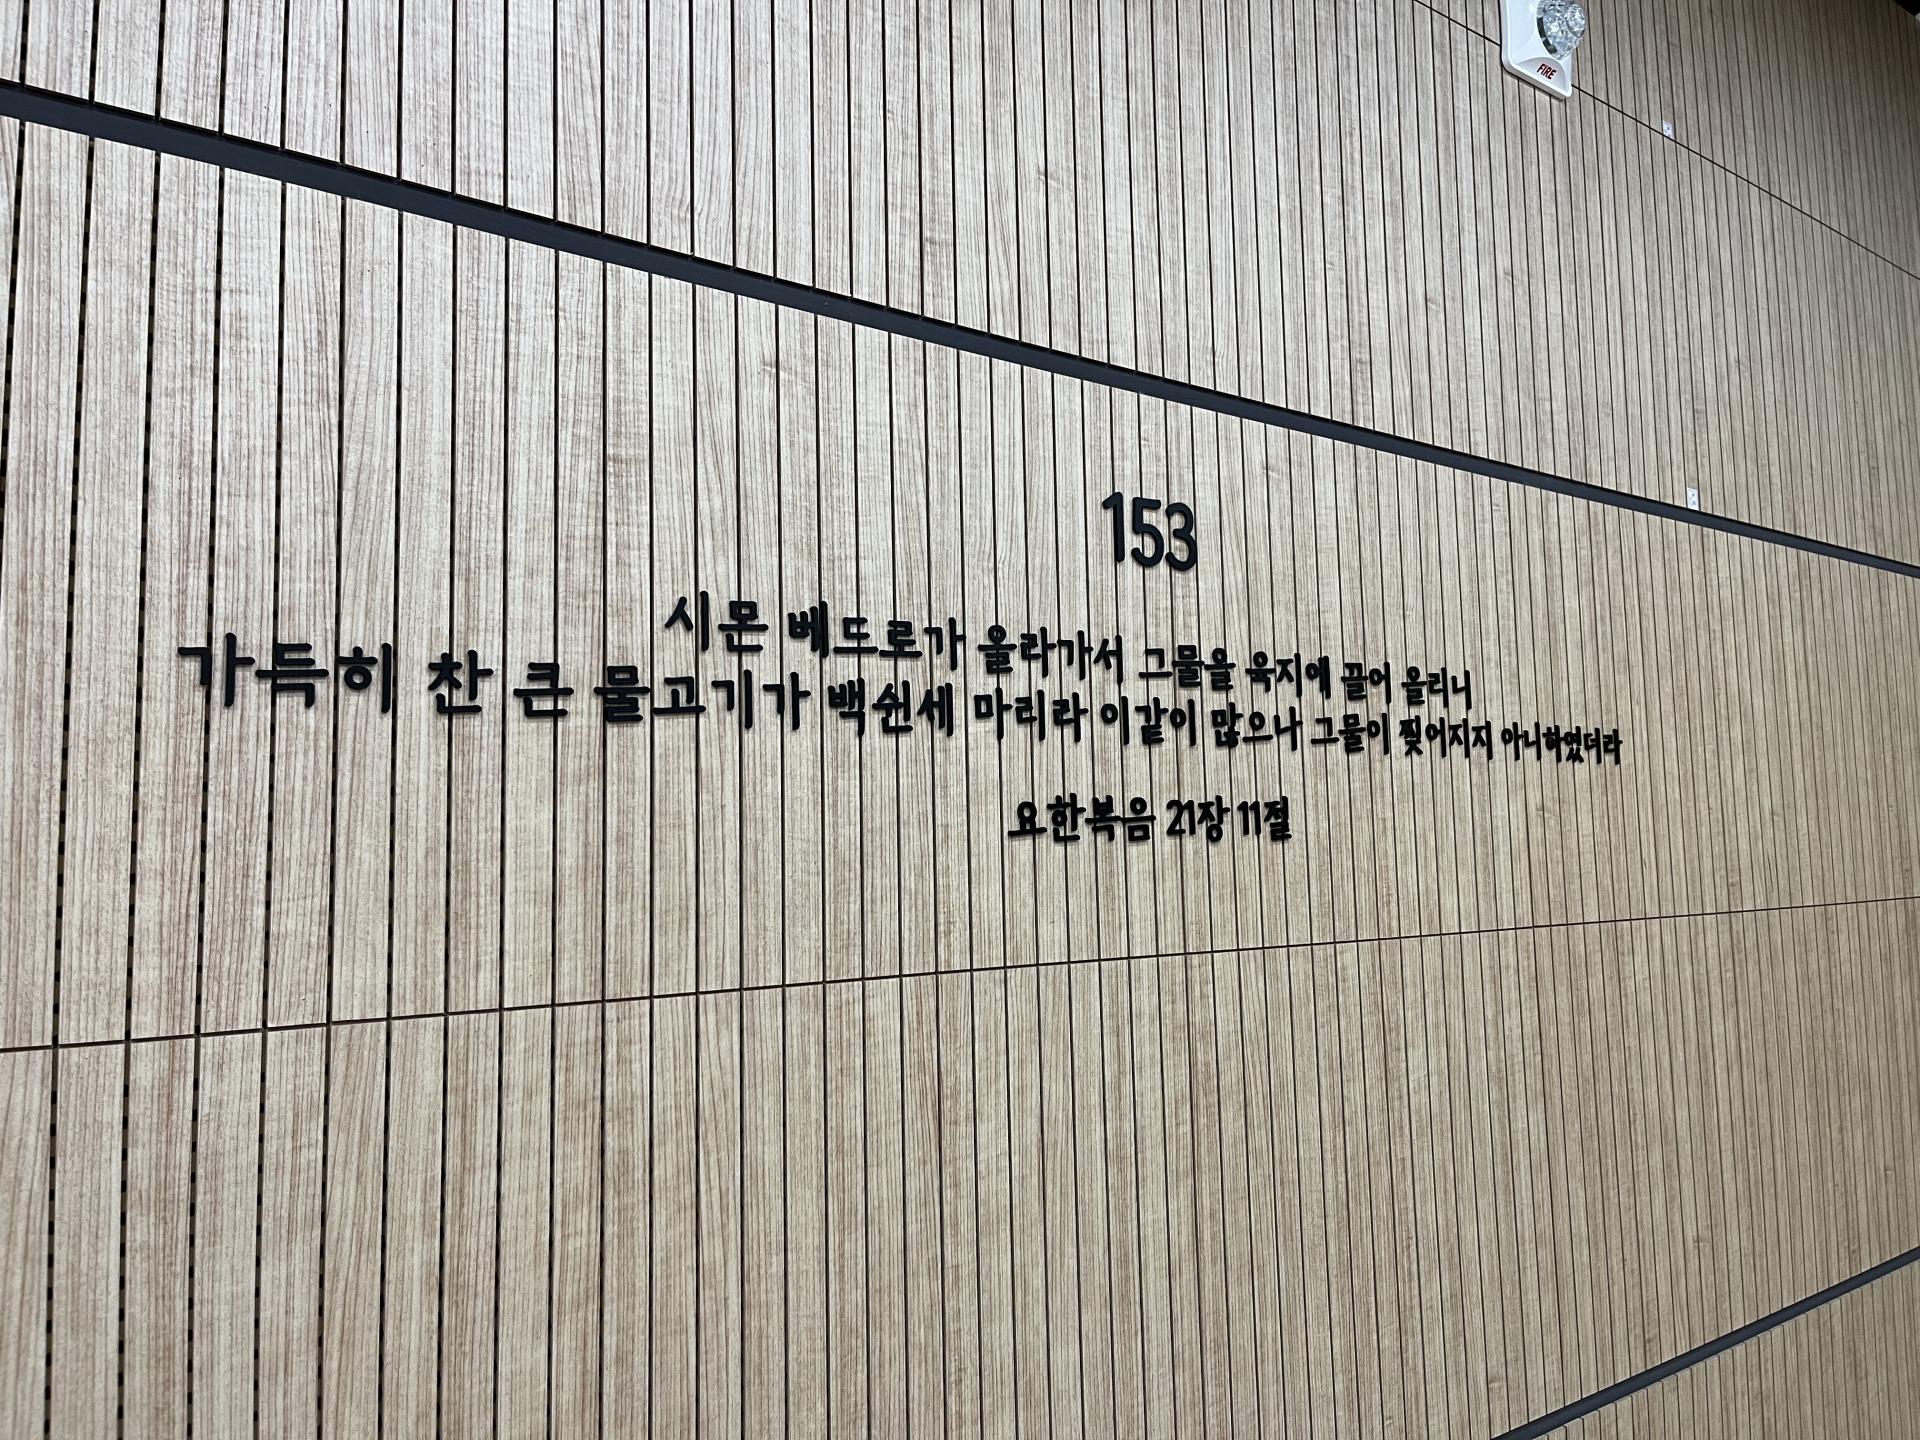 FIRE
153
시몬 베드로가 올라가서 그물을 육지에 끌어 올리니
가득히 찬 큰 물고기가 백쉰세 마리라 이같이 많으나 그물이 찢어지지 아니하였더라
요한복음 21장 11절